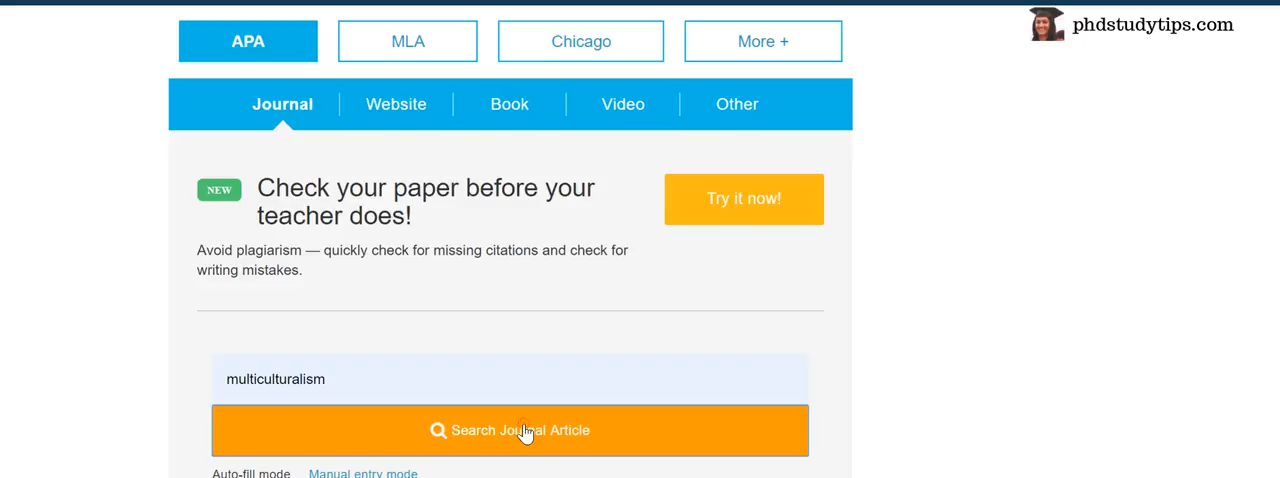 phdstudytips.com
APA
MLA
Chicago
More +
Journal
Website
Book
Video
Other
NEW
Check your paper before your
teacher does!
Try it now!
Avoid plagiarism — quickly check for missing citations and check for
writing mistakes.
multiculturalism
Search Journal Article
Auto-fill mode
Manual entry mode